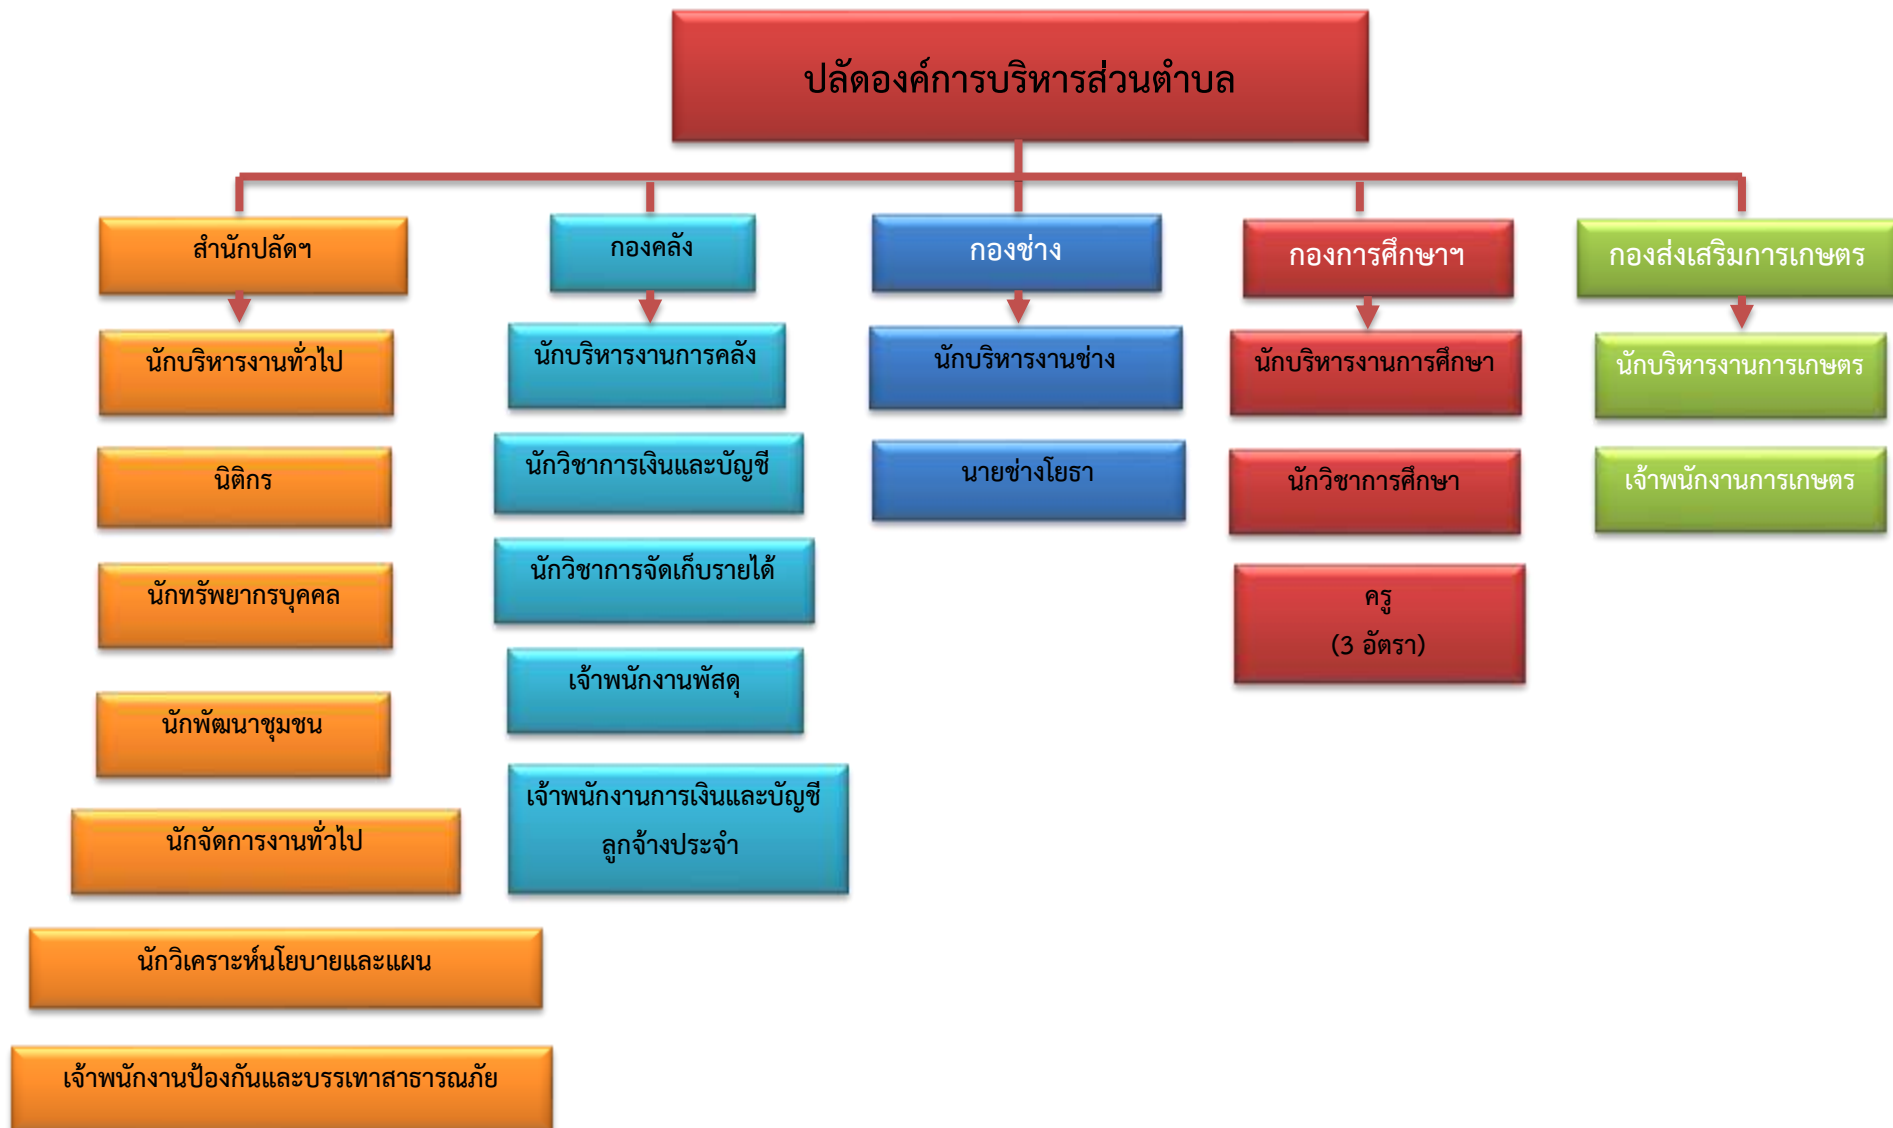 ปลัดองค์การบริหารส่วนตำบล
สำนักปลัดฯ
นักบริหารงานทั่วไป
นิติกร
นักทรัพยากรบุคคล
นักพัฒนาชุมชน
นักจัดการงานทั่วไป
นักวิเคราะห์นโยบายและแผน
เจ้าพนักงานป้องกันและบรรเทาสาธารณภัย
กองคลัง
นักบริหารงานการคลัง
นักวิชาการเงินและบัญชี
นักวิชาการจัดเก็บรายได้
เจ้าพนักงานพัสดุ
เจ้าพนักงานการเงินและบัญชี
ลูกจ้างประจำ
กองช่าง
นักบริหารงานช่าง
นายช่างโยธา
กองการศึกษาฯ
นักบริหารงานการศึกษา
นักวิชาการศึกษา
ครู
(3 อัตรา)
กองส่งเสริมการเกษตร
นักบริหารงานการเกษตร
เจ้าพนักงานการเกษตร